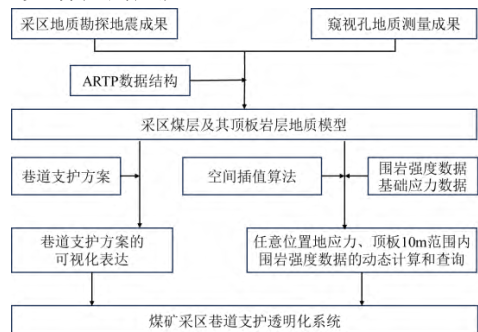 采区地质勘探地震成果
窥视孔地质测量成果
ARTP数据结构
采区煤层及其顶板岩层地质模型
巷道支护方案
空间插值算法
围岩强度数据
基础应力数据
巷道支护方案的
可视化表达
任意位置地应力、顶板10m范围内
围岩强度数据的动态计算和查询
煤矿采区巷道支护透明化系统